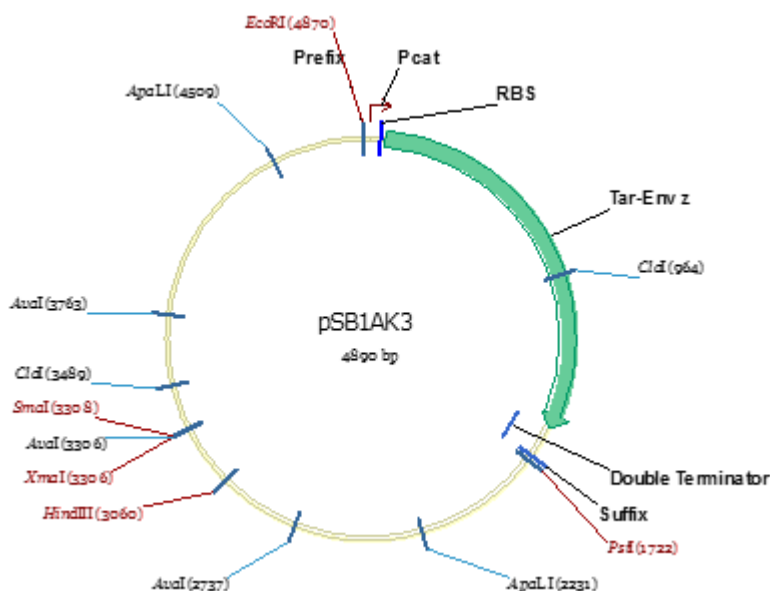 EcoRI (4870)
Prefix
Pcat
ApaLI (4509)
RBS
Tar-Env z
ClaI (964)
AvaI (3763)
pSB1AK3
4890 bp
ClaI (3489)
SmaI (3308)
AvaI (3306)
XmaI (3306)
HindIII (3060)
Double Terminator
Suffix
PstI (1722)
AvaI (2737)
ApaLI (2231)